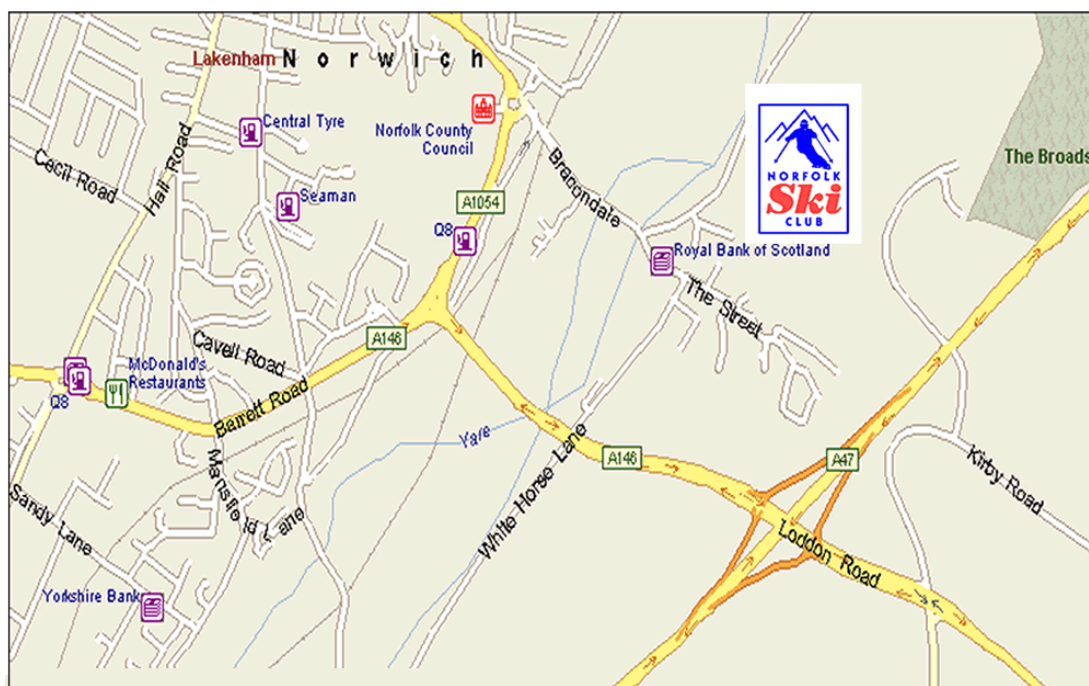 Lakenham
Norwich
Central Tyre
Norfolk County
Council
NORFOLK
Ski
CLUB
The Broads
Cecil Road
Hall Road
Bracondale
Seaman
A1054
Q8
Royal Bank of Scotland
The Street
A146
Cavell Road
McDonald's
Restaurants
Q8
Barrett Road
Yare
A146
A47
Kirby Road
White Horse Lane
Mansfield Lane
Sandy Lane
Loddon Road
Yorkshire Bank